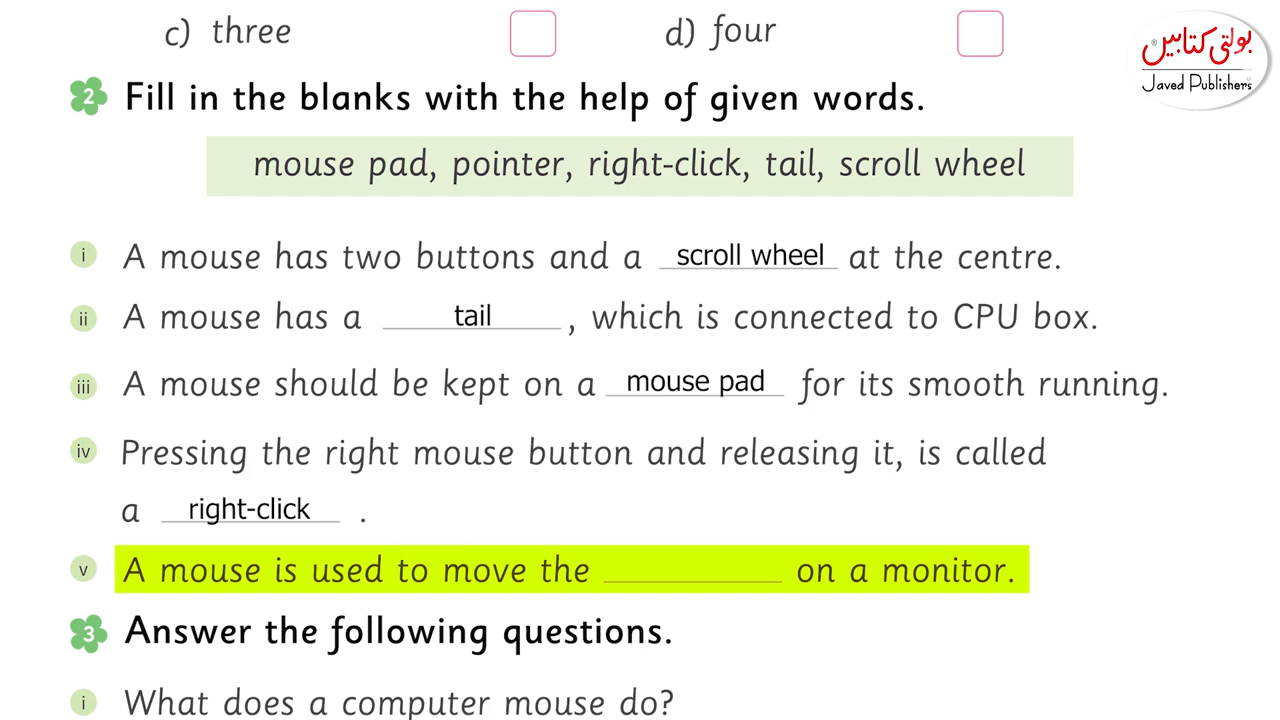 c) three d) four
بولتی کتابیں ®
Javed Publishers
2 Fill in the blanks with the help of given words.
mouse pad, pointer, right-click, tail, scroll wheel
i A mouse has two buttons and a scroll wheel at the centre.
ii A mouse has a tail, which is connected to CPU box.
iii A mouse should be kept on a mouse pad for its smooth running.
iv Pressing the right mouse button and releasing it, is called
a right-click.
v A mouse is used to move the ____________ on a monitor.
3 Answer the following questions.
i What does a computer mouse do?